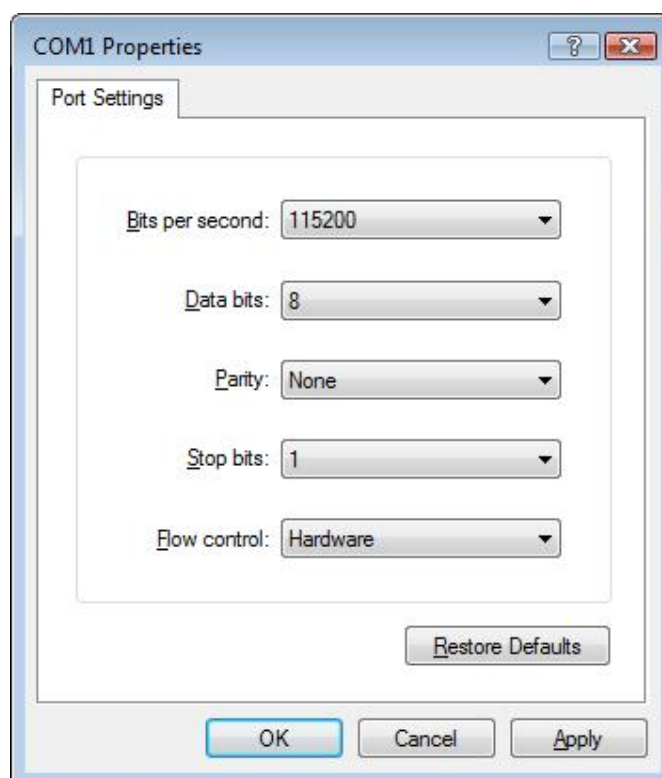 COM1 Properties
Port Settings
Bits per second: 115200
Data bits: 8
Parity: None
Stop bits: 1
Flow control: Hardware
Restore Defaults
OK Cancel Apply